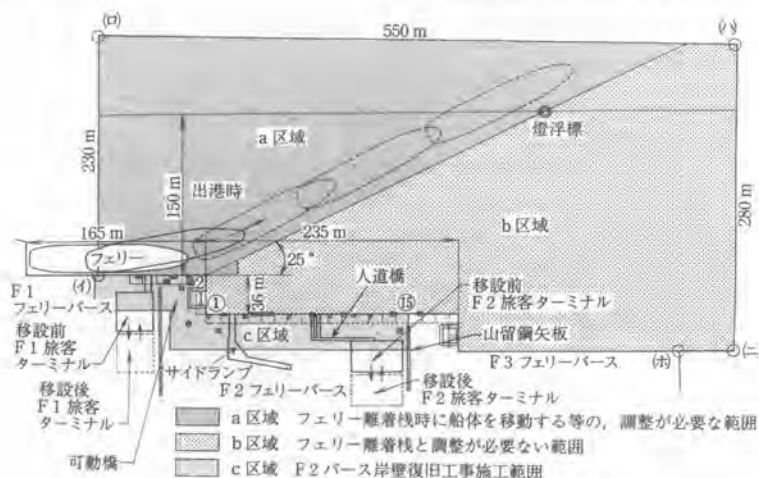 (ロ)
550 m
(ハ)
燈浮標
a 区域
230 m
150 m
出港時
b 区域
280 m
165 m
235 m
フェリー
25°
(イ)
2
36 m
人道橋
移設前
F 2 旅客ターミナル
F 1
フェリーバース
①
⑮
山留鋼矢板
移設前
F 1 旅客
ターミナル
c 区域
F 3 フェリーバース
(ホ)
(ニ)
サイドランプ
F 2 フェリーバース
移設後
F 2 旅客ターミナル
移設後
F 1 旅客
ターミナル
可動橋
a 区域 フェリー離着桟時に船体を移動する等の，調整が必要な範囲
b 区域 フェリー離着桟と調整が必要ない範囲
c 区域 F 2 バース岸壁復旧工事施工範囲